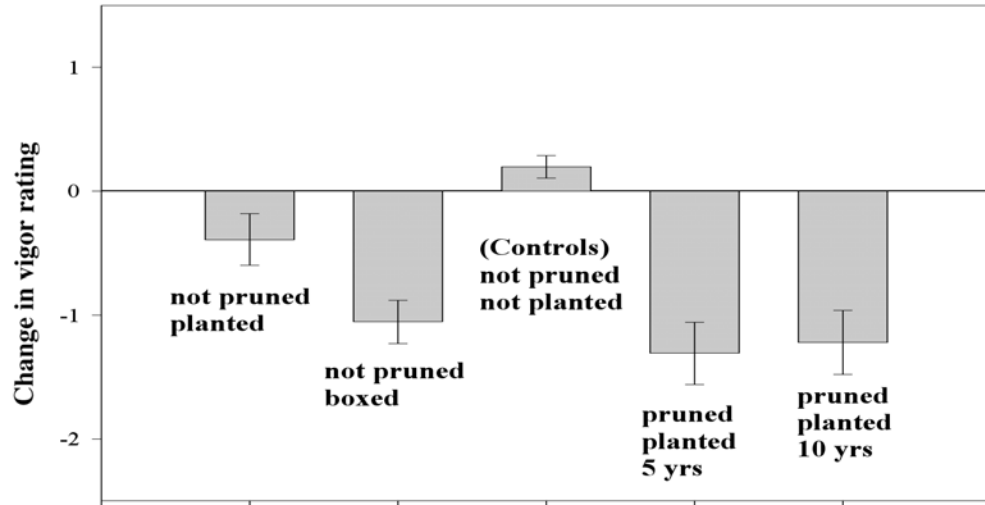 Change in vigor rating
1
0
-1
-2
not pruned
planted
not pruned
boxed
(Controls)
not pruned
not planted
pruned
planted
5 yrs
pruned
planted
10 yrs